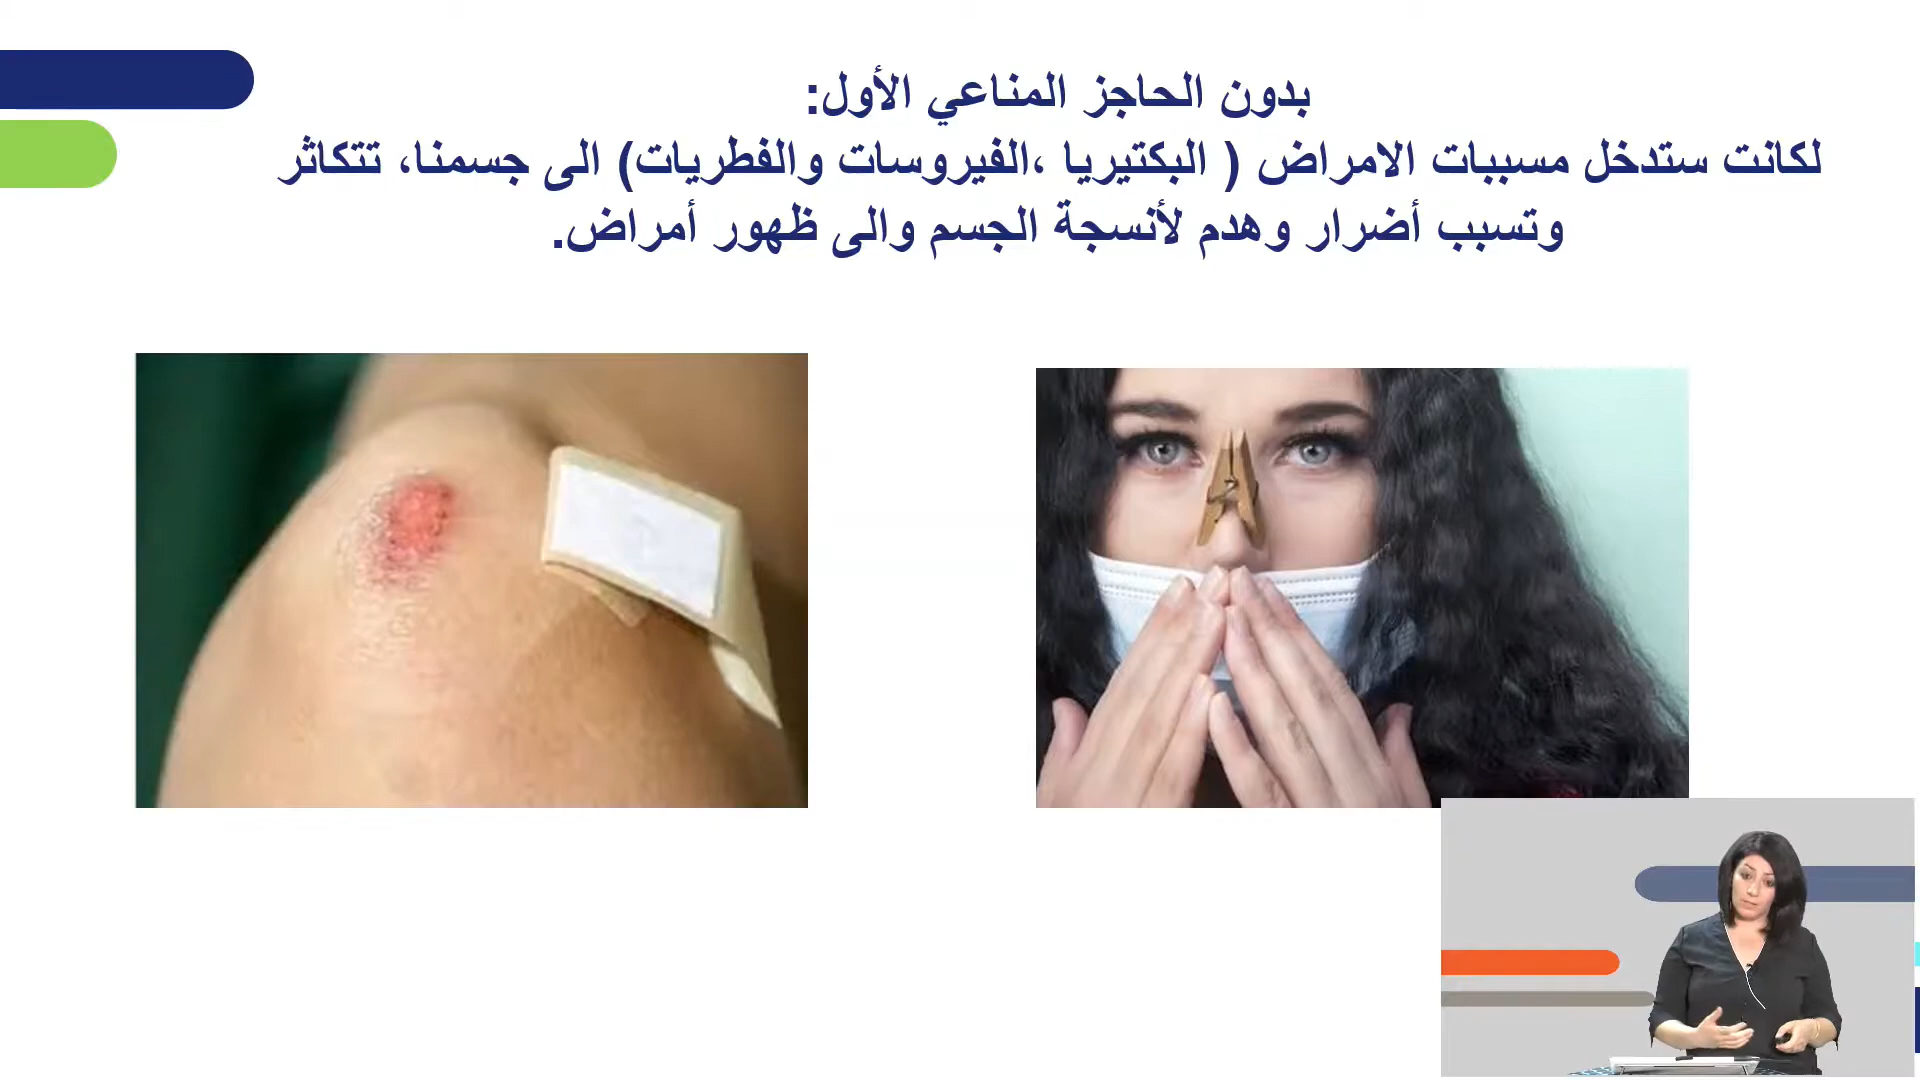 بدون الحاجز المناعي الأول:
لكانت ستدخل مسببات الامراض ( البكتيريا ،الفيروسات والفطريات) الى جسمنا، تتكاثر
وتسبب أضرار وهدم لأنسجة الجسم والى ظهور أمراض.